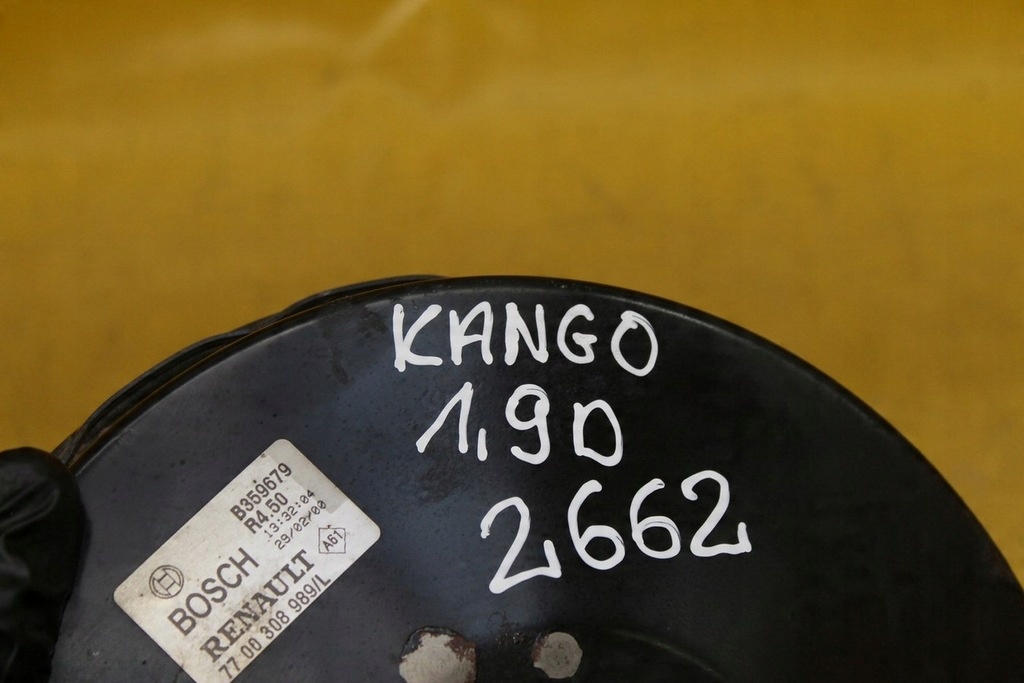 KANGO
1,9D
2662
B359679
R4.50
13:32:04
29/02/00
A61
BOSCH
RENAULT
77 00 308 989/L